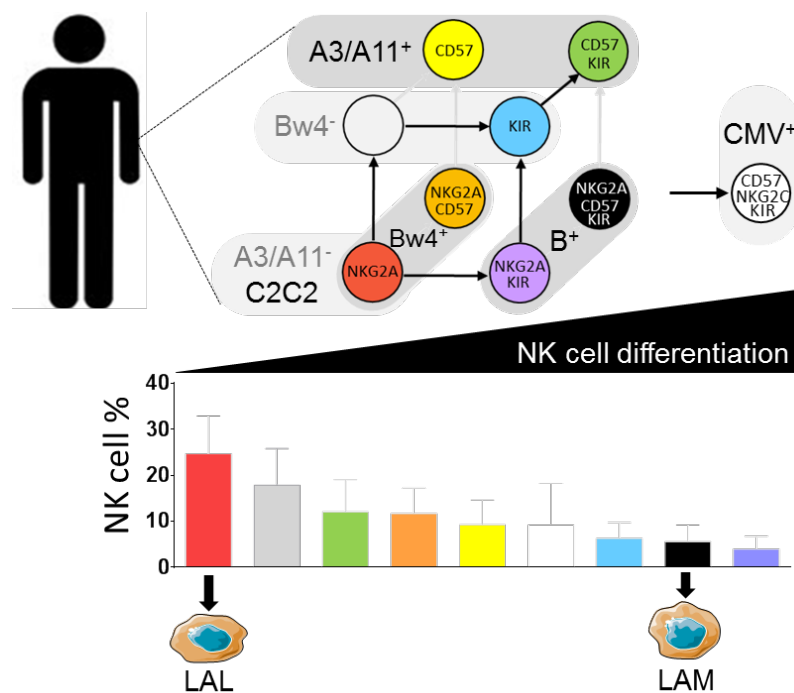 A3/A11+
CD57
CD57
KIR
Bw4-
KIR
CMV+
CD57
NKG2C
KIR
NKG2A
CD57
NKG2A
CD57
KIR
Bw4+
B+
A3/A11-
C2C2
NKG2A
NKG2A
KIR
NK cell differentiation
NK cell %
40
30
20
10
0
LAL
LAM